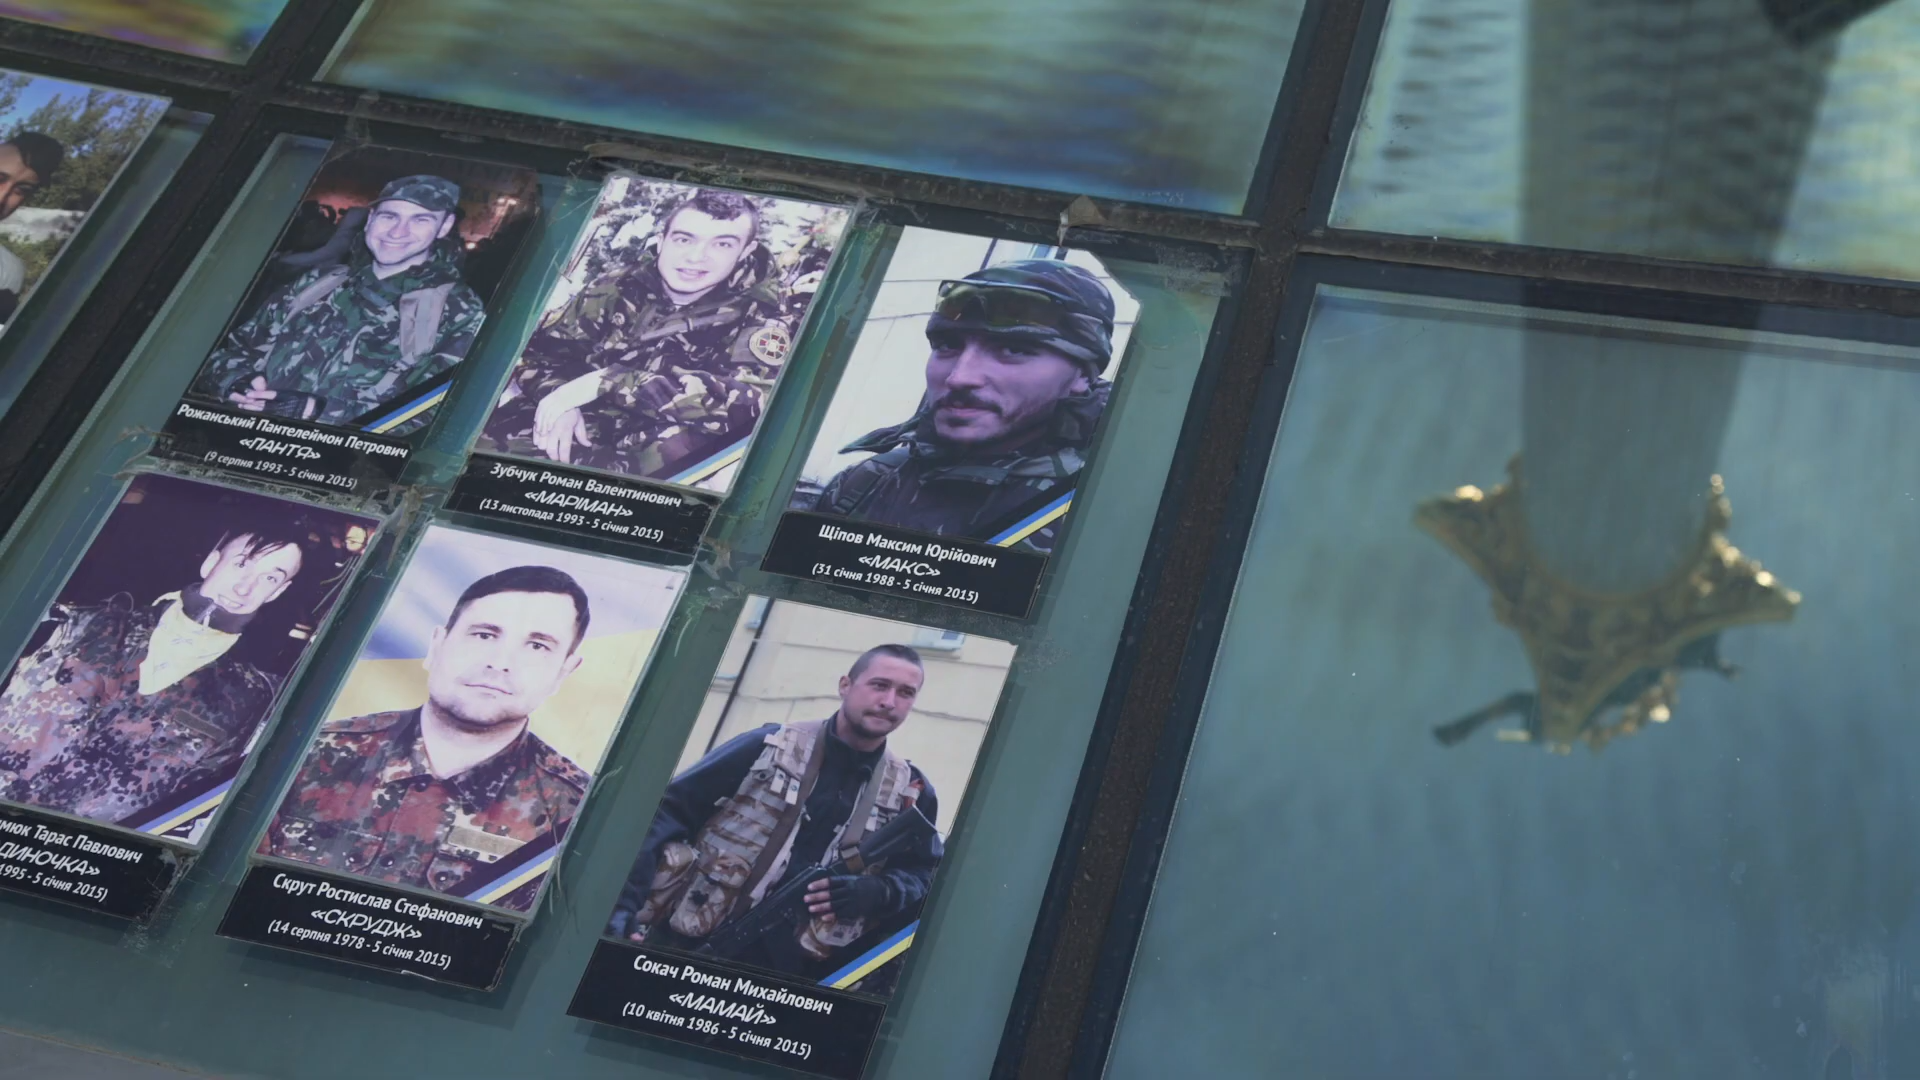 Рожанський Пантелеймон Петрович
«ПАНТЯ»
(9 серпня 1993 - 5 січня 2015)
Зубчук Роман Валентинович
«МАРІМАН»
(13 листопада 1993 - 5 січня 2015)
Щіпов Максим Юрійович
«МАКС»
(31 січня 1988 - 5 січня 2015)
Тарас Павлович
1995 - 5 січня 2015)
Скрут Ростислав Стефанович
«СКРУДЖ»
(14 серпня 1978 - 5 січня 2015)
Сокач Роман Михайлович
«МАМАЙ»
(10 квітня 1986 - 5 січня 2015)